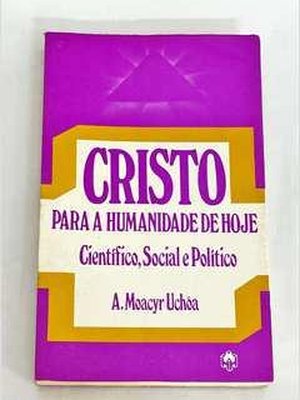 CRISTO
PARA A HUMANIDADE DE HOJE
Científico, Social e Político
A. Moacyr Uchôa